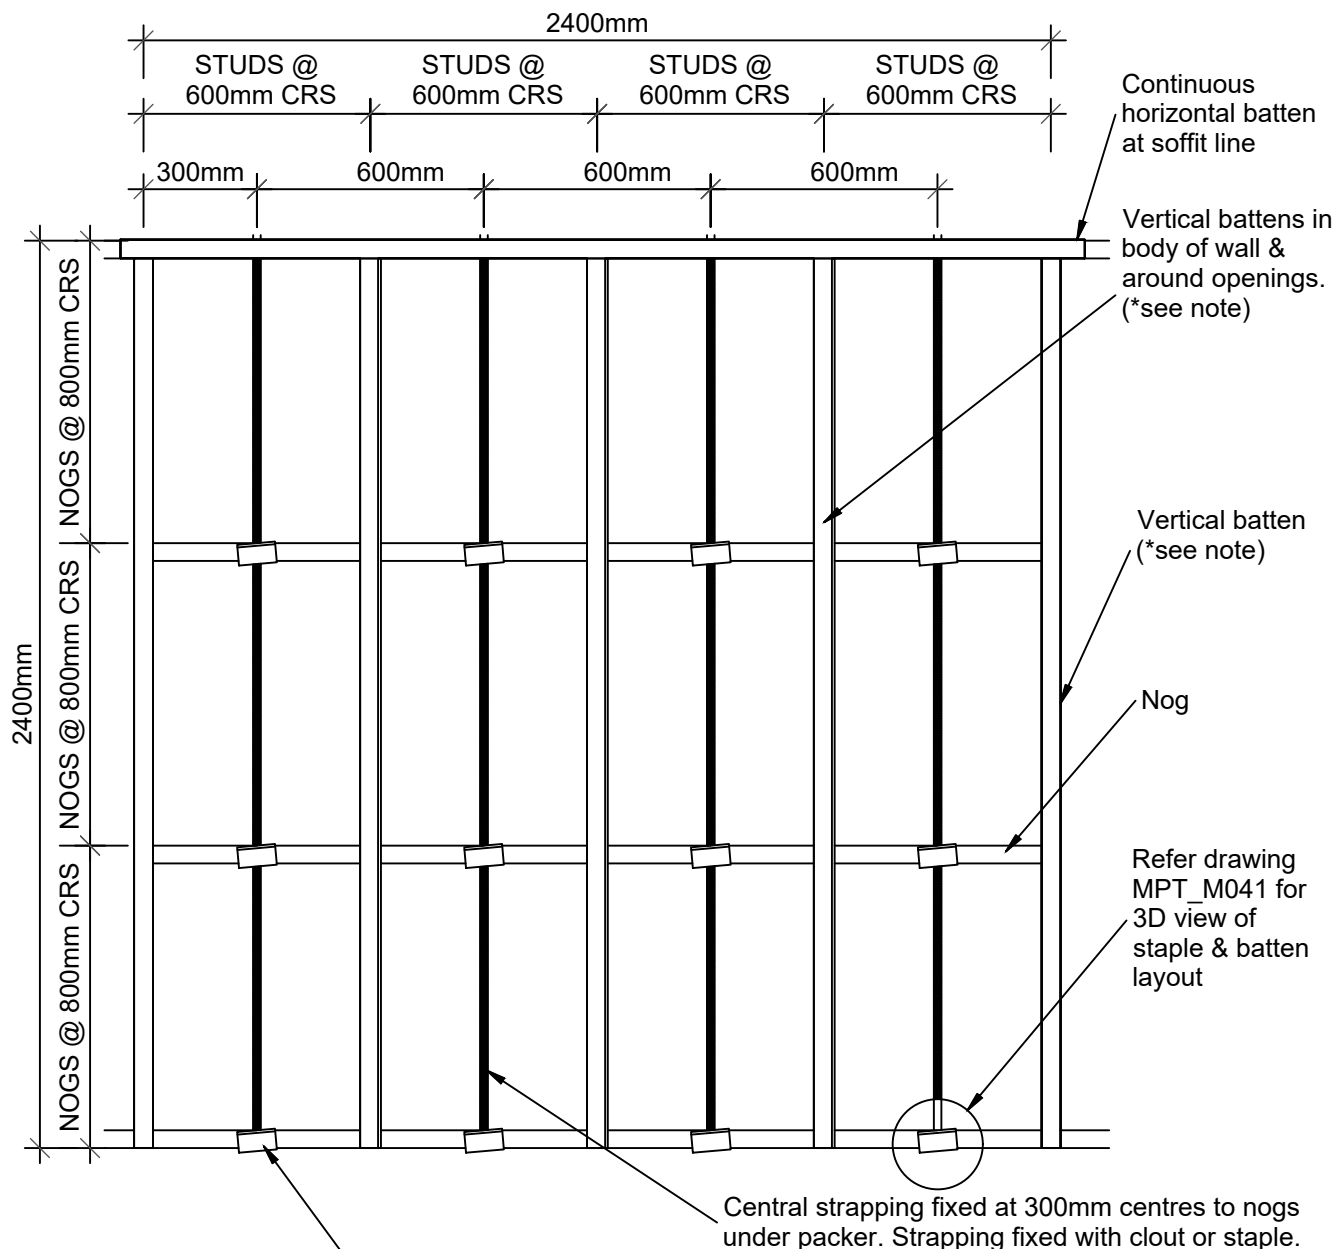 2400mm
STUDS @
600mm CRS
STUDS @
600mm CRS
STUDS @
600mm CRS
STUDS @
600mm CRS
300mm
600mm
600mm
600mm
Continuous
horizontal batten
at soffit line
Vertical battens in
body of wall &
around openings.
(*see note)
NOGS @ 800mm CRS
NOGS @ 800mm CRS
NOGS @ 800mm CRS
2400mm
Vertical batten
(*see note)
Nog
Refer drawing
MPT_M041 for
3D view of
staple & batten
layout
Central strapping fixed at 300mm centres to nogs
under packer. Strapping fixed with clout or staple.